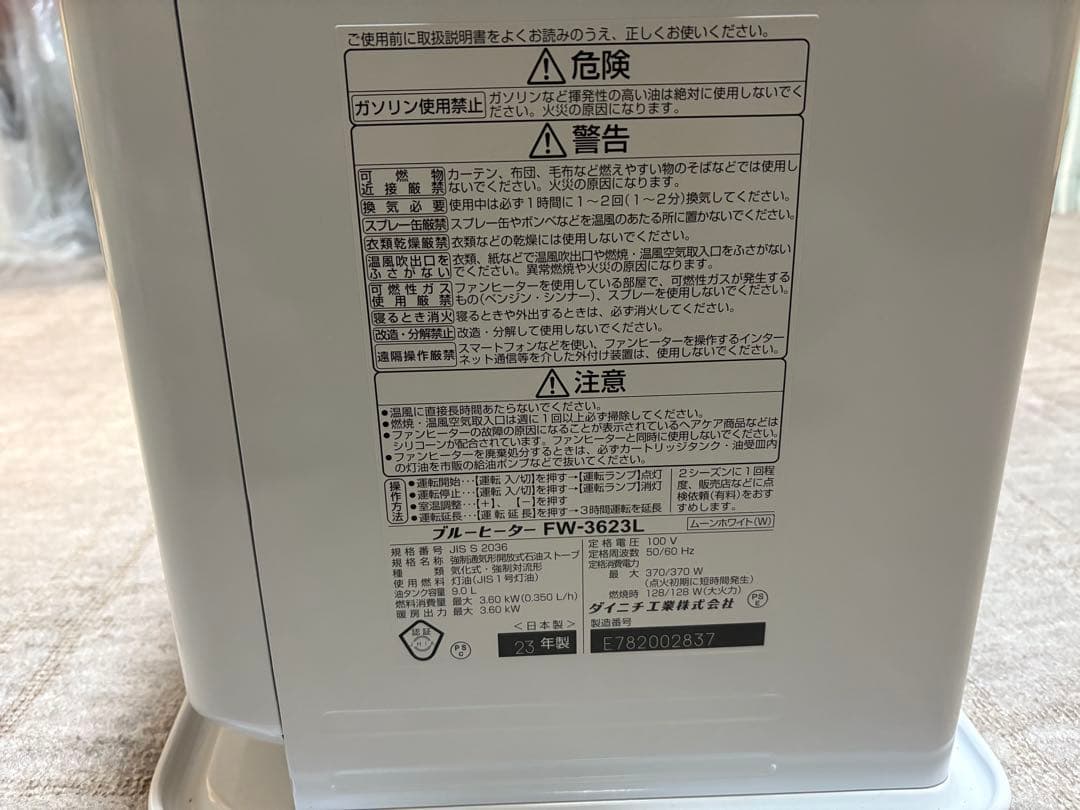 ご使用前に取扱説明書をよくお読みのうえ、正しくお使いください。
危険
ガソリン使用禁止
ガソリンなど揮発性の高い油は絶対に使用しないでく
ださい。火災の原因になります。
警告
可燃物
近接厳禁
カーテン、布団、毛布など燃えやすい物のそばなどでは使用し
ないでください。火災の原因になります。
換気必要 使用中は必ず1時間に1〜2回(1〜2分)換気してください。
スプレー缶厳禁 スプレー缶やボンベなどを温風のあたる所に置かないでください。
衣類乾燥厳禁 衣類などの乾燥には使用しないでください。
温風吹出口を
ふさがない
衣類、紙などで温風吹出口や燃焼・温風空気取入口をふさがない
でください。異常燃焼や火災の原因になります。
可燃性ガス
使用厳禁
ファンヒーターを使用している部屋で、可燃性ガスが発生する
もの(ベンジン・シンナー)、スプレーを使用しないでください。
寝るとき消火 寝るときや外出するときは、必ず消火してください。
改造・分解禁止 改造・分解して使用しないでください。
遠隔操作厳禁
スマートフォンなどを使い、ファンヒーターを操作するインター
ネット通信等を介した外付け装置は、使用しないでください。
注意
●温風に直接長時間あたらないでください。
●燃焼・温風空気取入口は週に1回以上必ず掃除してください。
●ファンヒーターの故障の原因になることが表示されているヘアケア商品などは
シリコーンが配合されています。ファンヒーターと同時に使用しないでください。
●ファンヒーターを廃棄処分するときは、必ずカートリッジタンク・油受皿内
の灯油を市販の給油ポンプなどで抜いてください。
操作方法
●運転開始‥【運転 入/切】を押す→【運転ランプ】点灯
●運転停止‥【運転 入/切】を押す→【運転ランプ】消灯
●室温調整‥【+】、【−】を押す
●運転延長‥【運転延長】を押す→3時間運転を延長
2シーズンに1回程
度、販売店などに点
検依頼(有料)をおす
すめします。
ブルーヒーター FW-3623L
ムーンホワイト(W)
規格番号 JIS S 2036
規格名称 強制通気形開放式石油ストーブ
種類 気化式・強制対流形
使用燃料 灯油(JIS1号灯油)
油タンク容量 9.0 L
燃料消費量 最大 3.60 kW(0.350 L/h)
暖房出力 最大 3.60 kW
定格電圧 100 V
定格周波数 50/60 Hz
定格消費電力
最大 370/370 W
(点火初期に短時間発生)
燃焼時 128/128 W(大火力)
ダイニチ工業株式会社
PS
E
認証
PS
C
<日本製>
23 年製
製造番号
E782002837